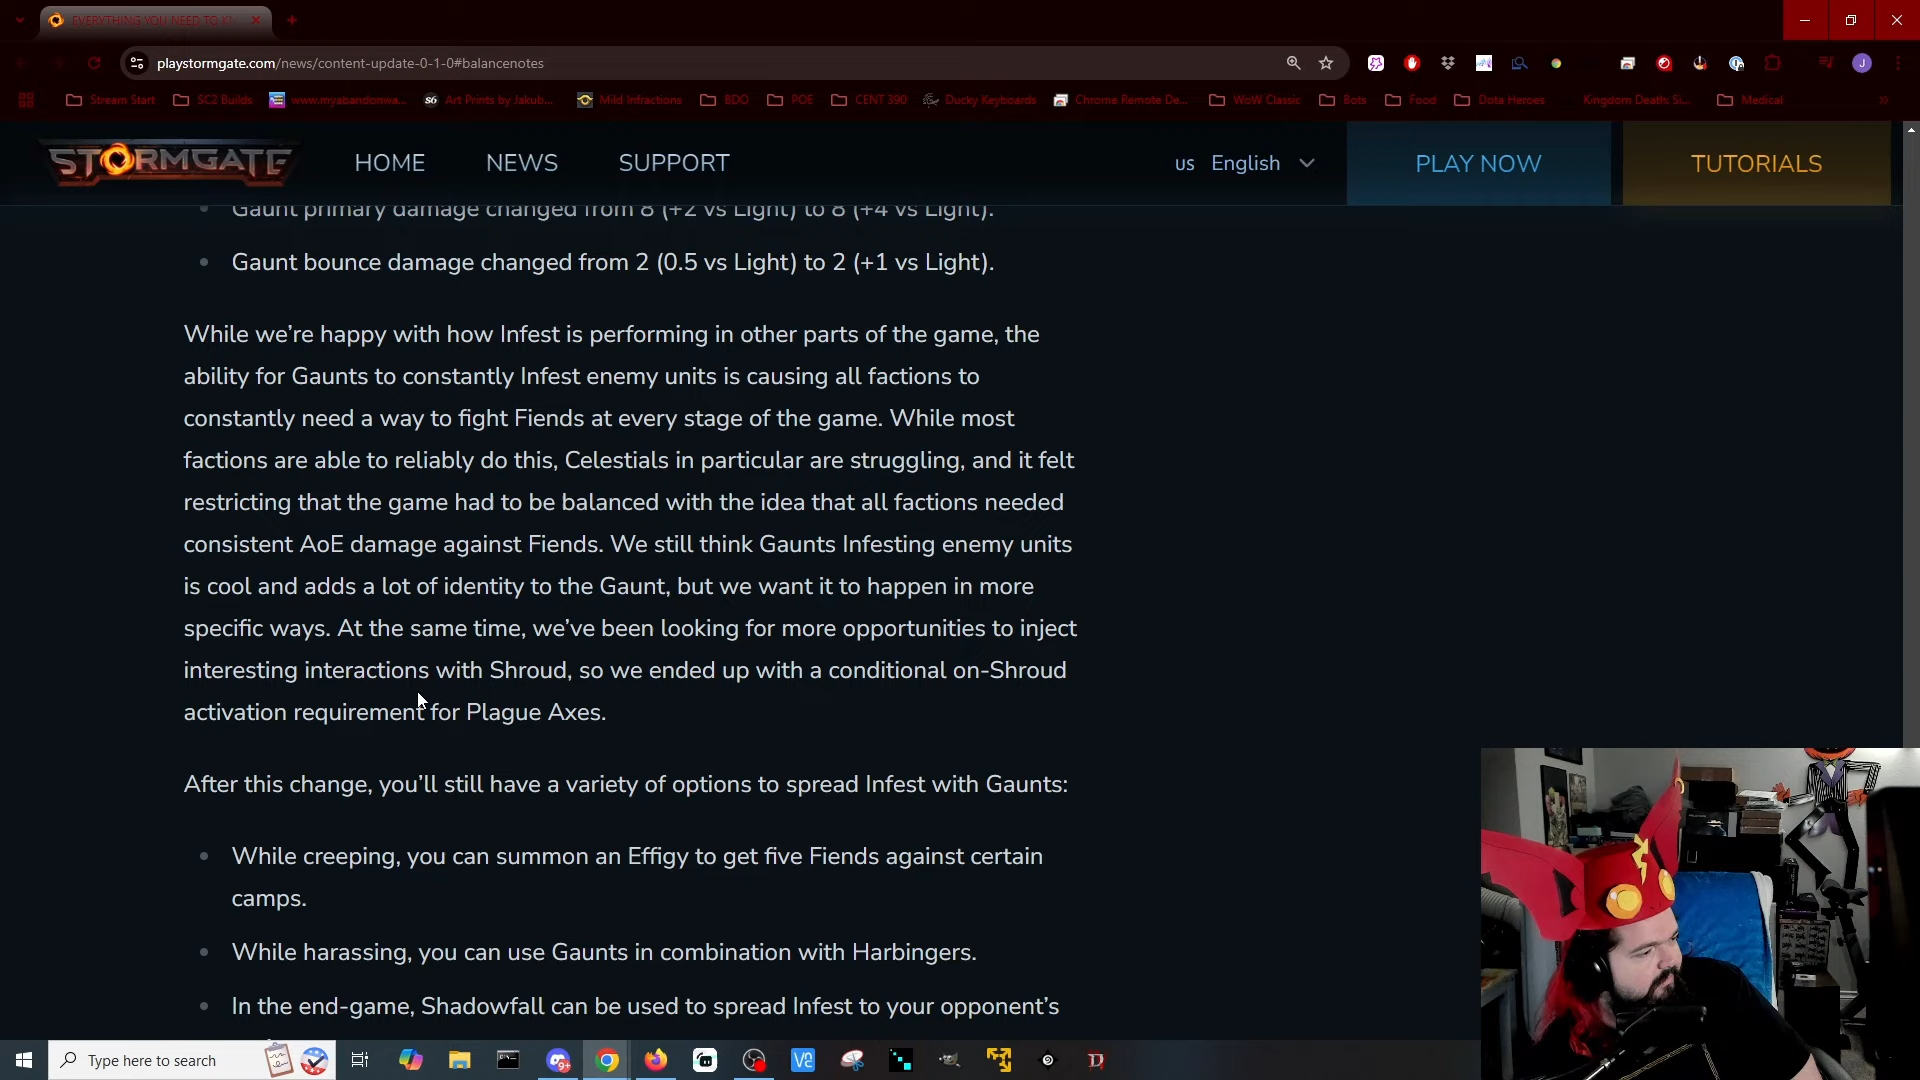 EVERYTHING YOU NEED TO K
playstormgate.com/news/content-update-0-1-0#balancenotes
Stream Start
SC2 Builds
www.myabandonwa...
Art Prints by Jakub...
Mild Infractions
BDO
POE
CENT 390
Ducky Keyboards
Chrome Remote De...
WoW Classic
Bots
Food
Dota Heroes
Kingdom Death: Si...
Medical
STORMGATE
HOME
NEWS
SUPPORT
us English
PLAY NOW
TUTORIALS
Gaunt primary damage changed from 8 (+2 vs Light) to 8 (+4 vs Light).
Gaunt bounce damage changed from 2 (0.5 vs Light) to 2 (+1 vs Light).
While we’re happy with how Infest is performing in other parts of the game, the
ability for Gaunts to constantly Infest enemy units is causing all factions to
constantly need a way to fight Fiends at every stage of the game. While most
factions are able to reliably do this, Celestials in particular are struggling, and it felt
restricting that the game had to be balanced with the idea that all factions needed
consistent AoE damage against Fiends. We still think Gaunts Infesting enemy units
is cool and adds a lot of identity to the Gaunt, but we want it to happen in more
specific ways. At the same time, we’ve been looking for more opportunities to inject
interesting interactions with Shroud, so we ended up with a conditional on-Shroud
activation requirement for Plague Axes.
After this change, you’ll still have a variety of options to spread Infest with Gaunts:
While creeping, you can summon an Effigy to get five Fiends against certain
camps.
While harassing, you can use Gaunts in combination with Harbingers.
In the end-game, Shadowfall can be used to spread Infest to your opponent’s
Type here to search